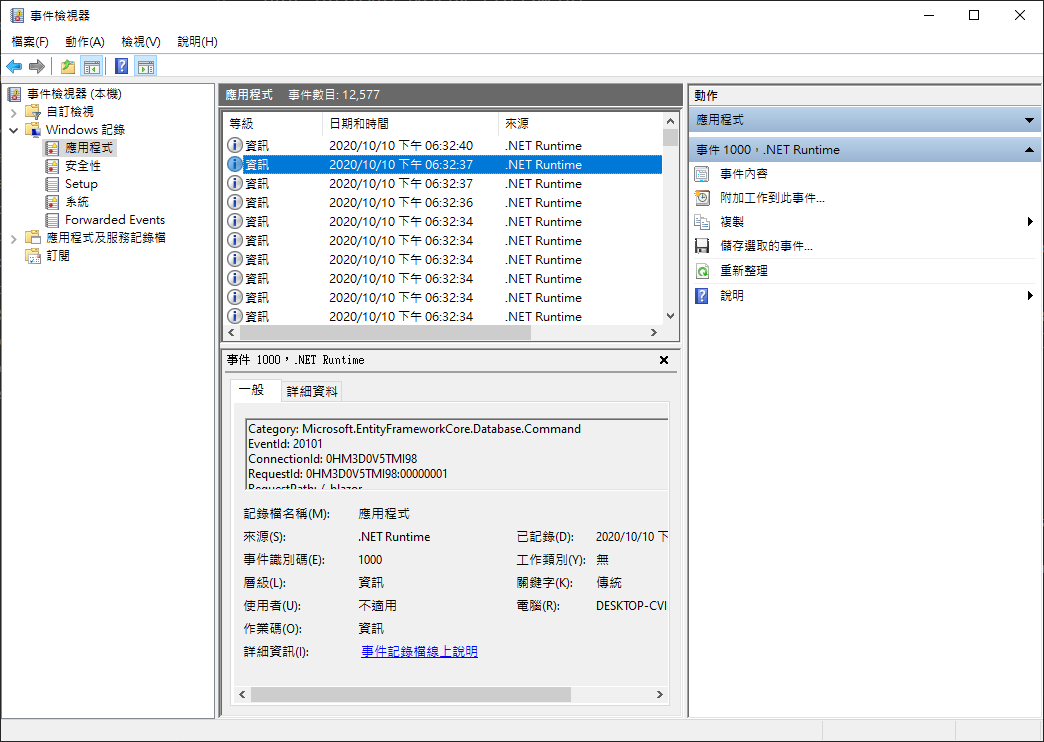 事件檢視器
檔案(F) 動作(A) 檢視(V) 說明(H)
事件檢視器 (本機)
自訂檢視
Windows 記錄
應用程式
安全性
Setup
系統
Forwarded Events
應用程式及服務記錄檔
訂閱
應用程式 事件數目: 12,577
等級 日期和時間 來源
資訊 2020/10/10 下午 06:32:40 .NET Runtime
資訊 2020/10/10 下午 06:32:37 .NET Runtime
資訊 2020/10/10 下午 06:32:37 .NET Runtime
資訊 2020/10/10 下午 06:32:36 .NET Runtime
資訊 2020/10/10 下午 06:32:34 .NET Runtime
資訊 2020/10/10 下午 06:32:34 .NET Runtime
資訊 2020/10/10 下午 06:32:34 .NET Runtime
資訊 2020/10/10 下午 06:32:34 .NET Runtime
資訊 2020/10/10 下午 06:32:34 .NET Runtime
資訊 2020/10/10 下午 06:32:34 .NET Runtime
事件 1000，.NET Runtime
一般 詳細資料
Category: Microsoft.EntityFrameworkCore.Database.Command
EventId: 20101
ConnectionId: 0HM3D0V5TMI98
RequestId: 0HM3D0V5TMI98:00000001
RequestPath: /_blazor
記錄檔名稱(M): 應用程式
來源(S): .NET Runtime 已記錄(D): 2020/10/10 下
事件識別碼(E): 1000 工作類別(Y): 無
層級(L): 資訊 關鍵字(K): 傳統
使用者(U): 不適用 電腦(R): DESKTOP-CVI
作業碼(O): 資訊
詳細資訊(I): 事件記錄檔線上說明
動作
應用程式
事件 1000，.NET Runtime
事件內容
附加工作到此事件...
複製
儲存選取的事件...
重新整理
說明